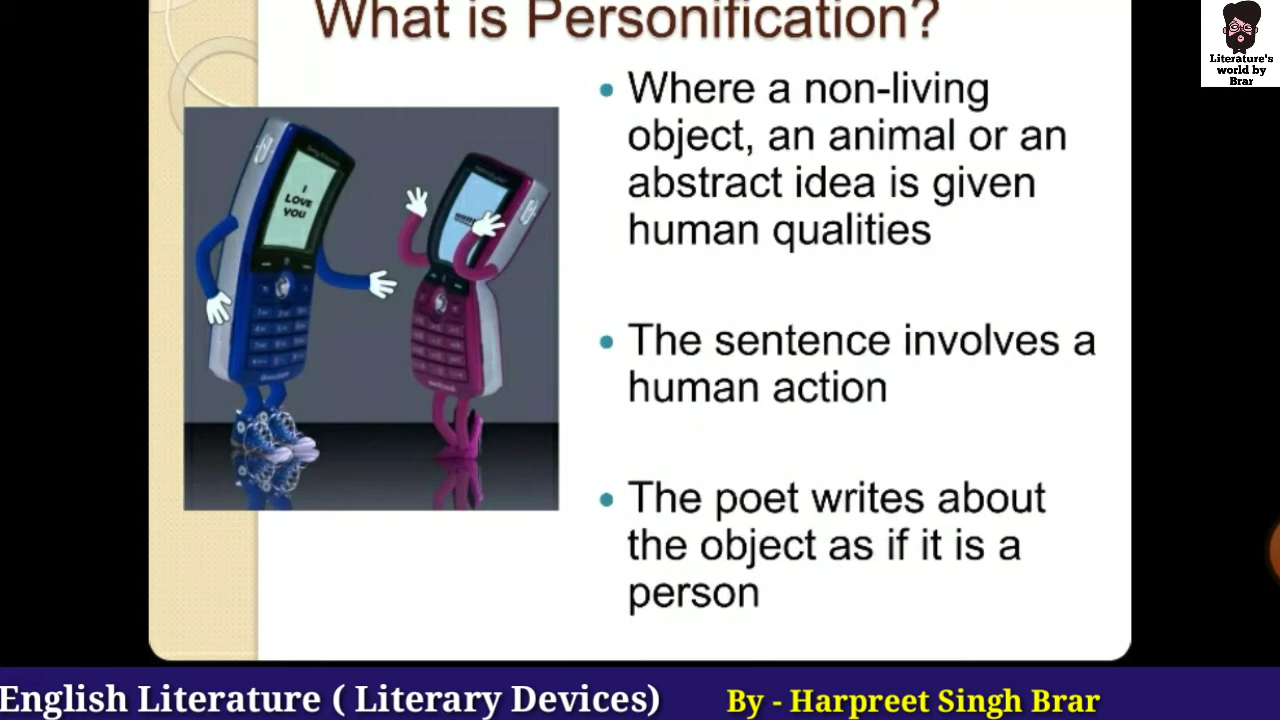 What is Personification?
Literature's
world by
Brar
• Where a non-living
object, an animal or an
abstract idea is given
human qualities
I
LOVE
YOU
• The sentence involves a
human action
• The poet writes about
the object as if it is a
person
English Literature ( Literary Devices)
By - Harpreet Singh Brar